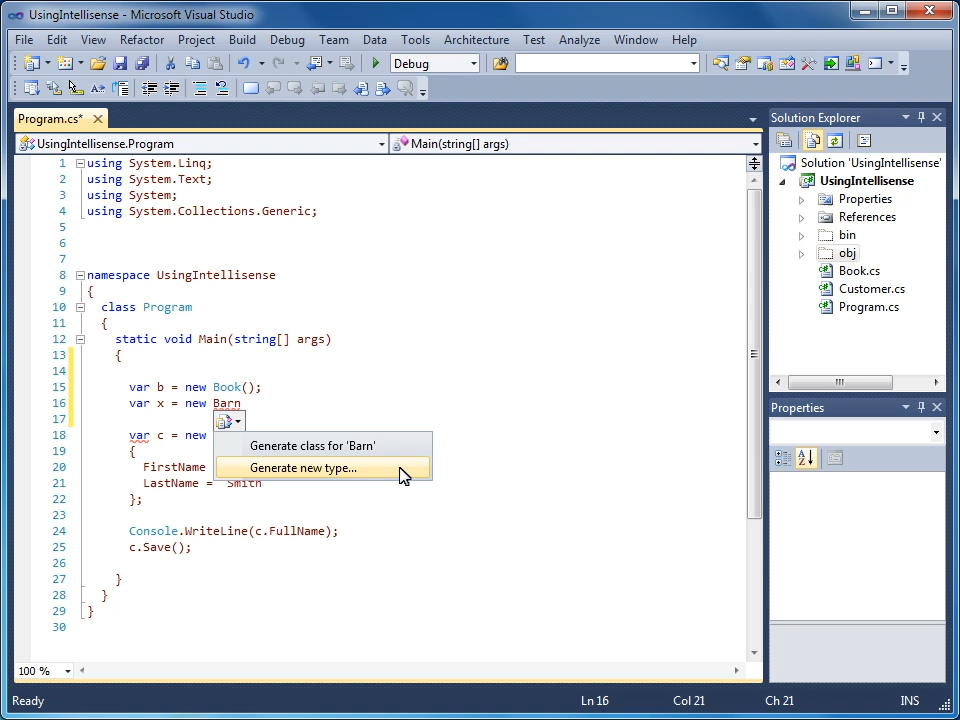 UsingIntellisense - Microsoft Visual Studio
File Edit View Refactor Project Build Debug Team Data Tools Architecture Test Analyze Window Help
Debug
Program.cs*
UsingIntellisense.Program
Main(string[] args)
1 using System.Linq;
2 using System.Text;
3 using System;
4 using System.Collections.Generic;
5
6
7
8 namespace UsingIntellisense
9 {
10 class Program
11 {
12 static void Main(string[] args)
13 {
14
15 var b = new Book();
16 var x = new Barn
17
18 var c = new
19 {
20 FirstName
21 LastName = "Smith"
22 };
23
24 Console.WriteLine(c.FullName);
25 c.Save();
26
27 }
28 }
29 }
30
Generate class for 'Barn'
Generate new type...
100 %
Solution Explorer
Solution 'UsingIntellisense'
UsingIntellisense
Properties
References
bin
obj
Book.cs
Customer.cs
Program.cs
Properties
Ready Ln 16 Col 21 Ch 21 INS